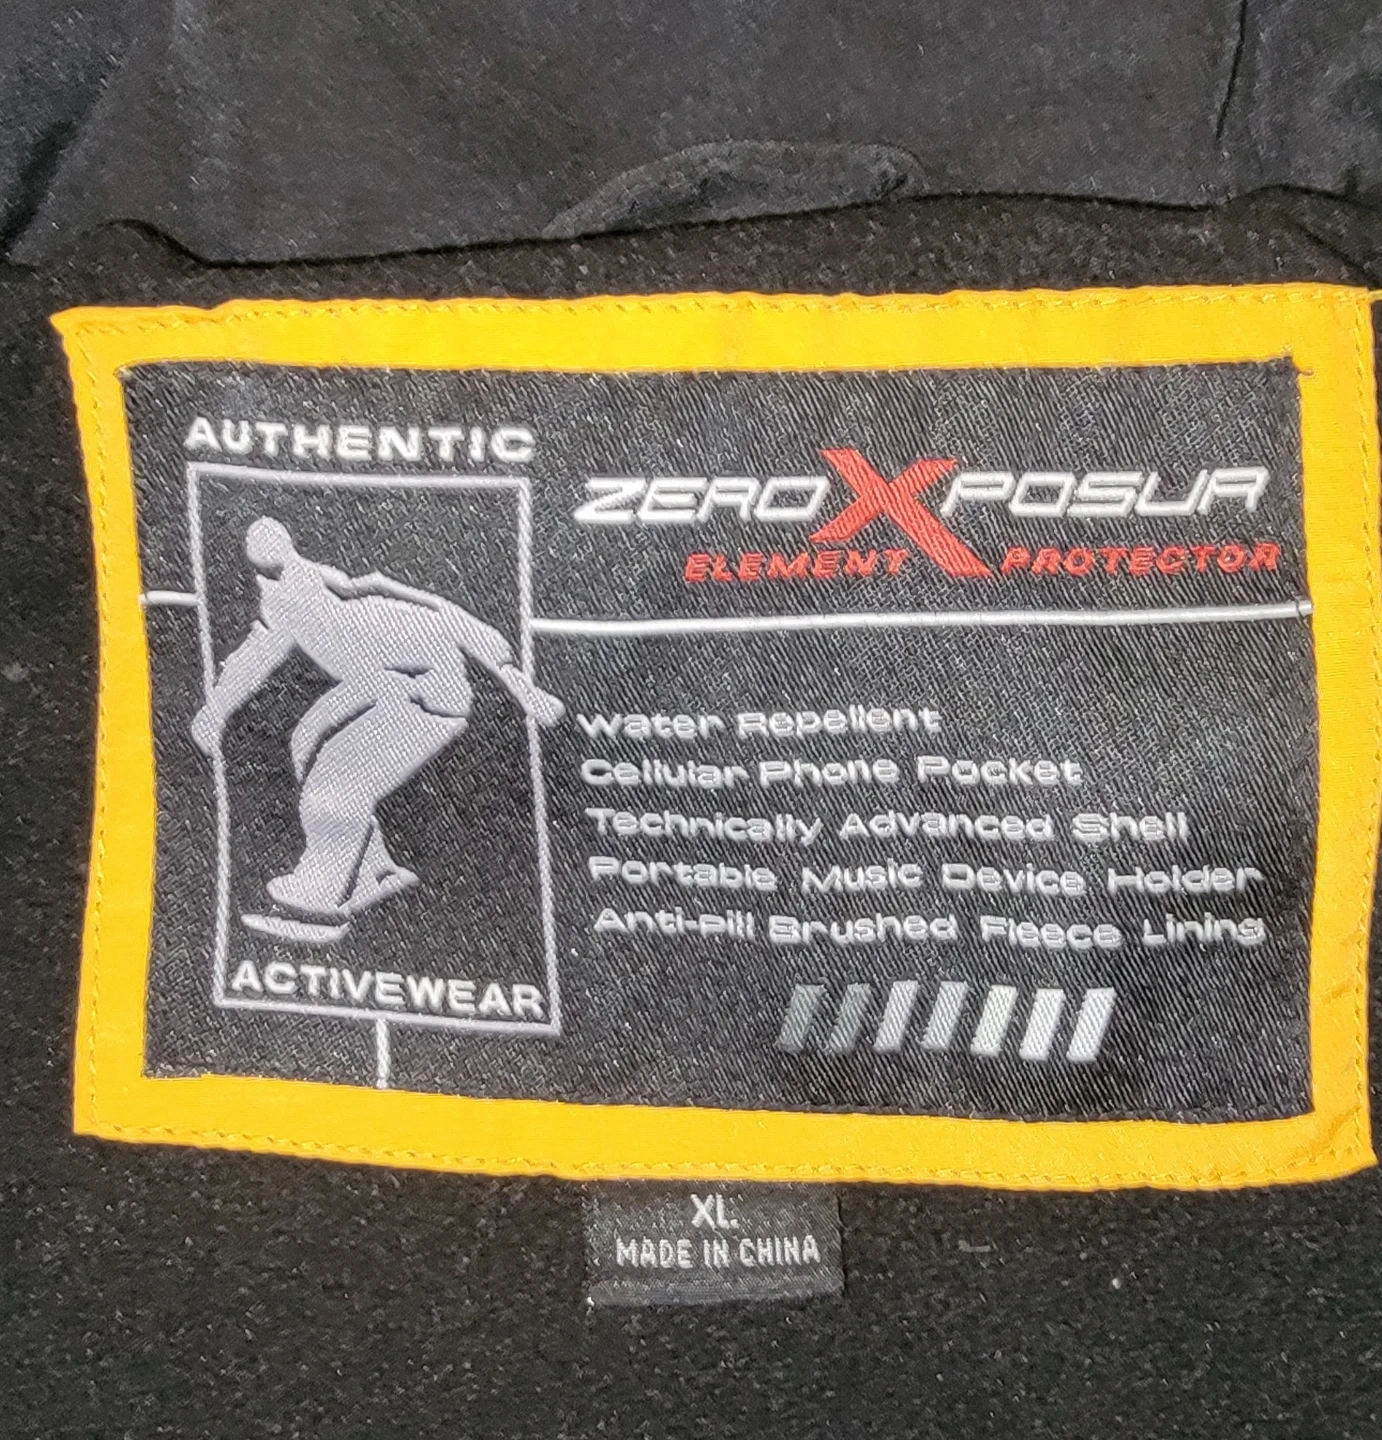 AUTHENTIC
ZEROXPOSUR
ELEMENT PROTECTOR
Water Repellent
Cellular Phone Pocket
Technically Advanced Shell
Portable Music Device Holder
Anti-Pill Brushed Fleece Lining
ACTIVEWEAR
XL
MADE IN CHINA